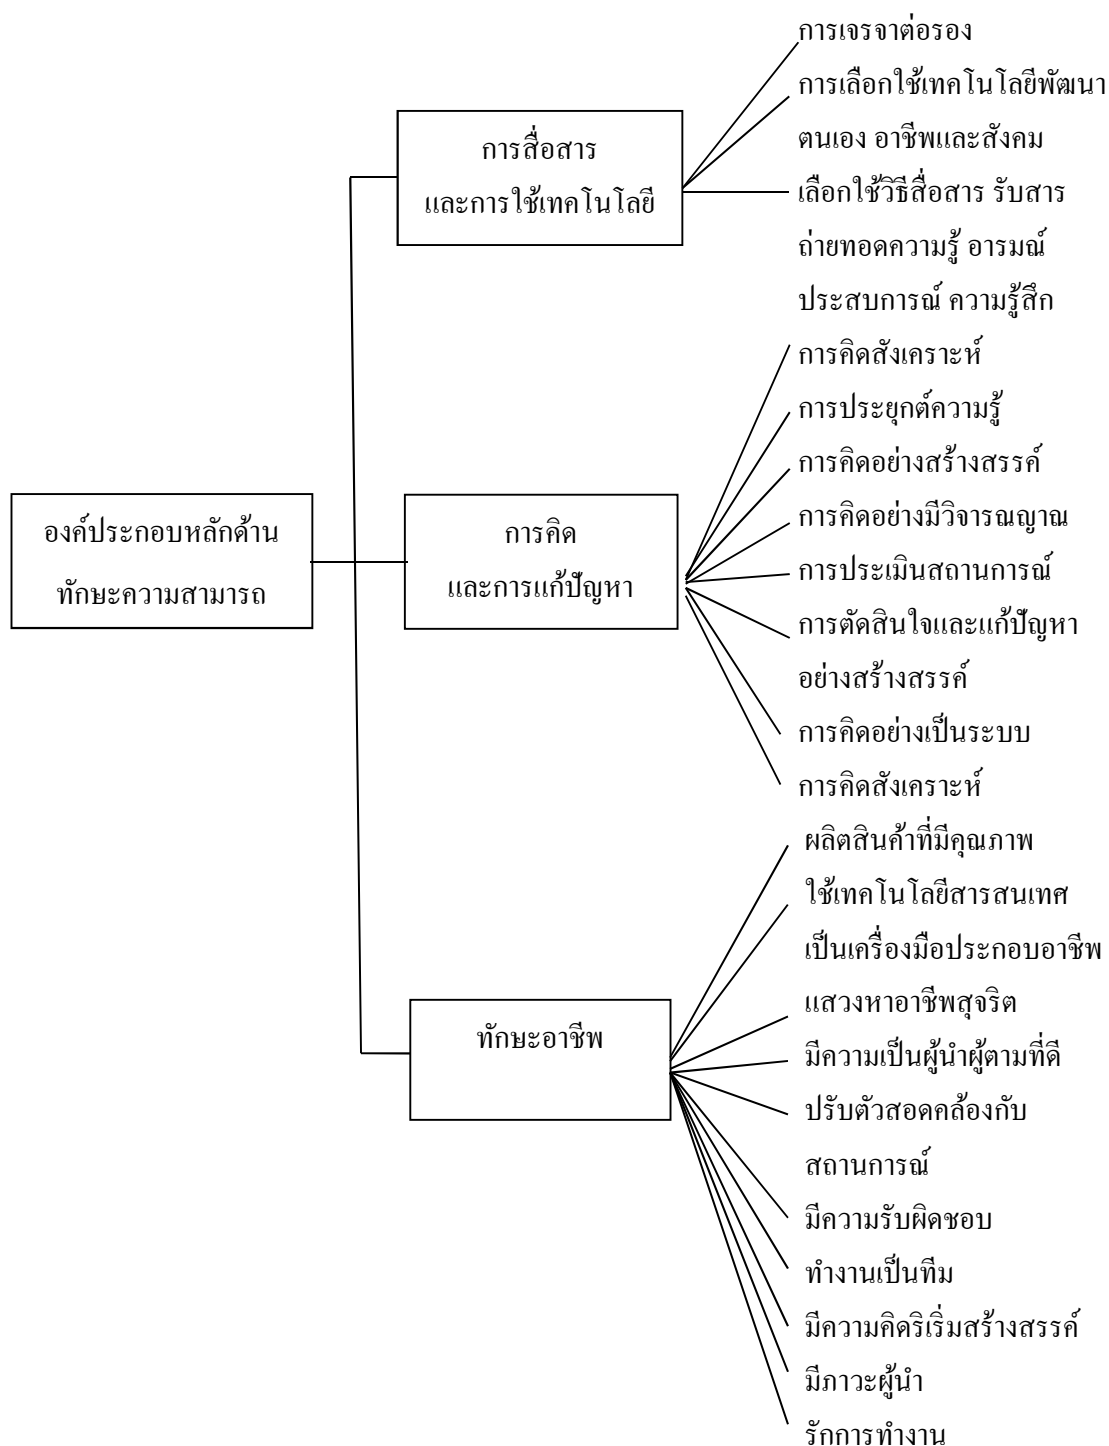 องค์ประกอบหลักด้าน
ทักษะความสามารถ
การสื่อสาร
และการใช้เทคโนโลยี
การเจรจาต่อรอง
การเลือกใช้เทคโนโลยีพัฒนา
ตนเอง อาชีพและสังคม
เลือกใช้วิธีสื่อสาร รับสาร
ถ่ายทอดความรู้ อารมณ์
ประสบการณ์ ความรู้สึก
การคิด
และการแก้ปัญหา
การคิดสังเคราะห์
การประยุกต์ความรู้
การคิดอย่างสร้างสรรค์
การคิดอย่างมีวิจารณญาณ
การประเมินสถานการณ์
การตัดสินใจและแก้ปัญหา
อย่างสร้างสรรค์
การคิดอย่างเป็นระบบ
การคิดสังเคราะห์
ทักษะอาชีพ
ผลิตสินค้าที่มีคุณภาพ
ใช้เทคโนโลยีสารสนเทศ
เป็นเครื่องมือประกอบอาชีพ
แสวงหาอาชีพสุจริต
มีความเป็นผู้นำผู้ตามที่ดี
ปรับตัวสอดคล้องกับ
สถานการณ์
มีความรับผิดชอบ
ทำงานเป็นทีม
มีความคิดริเริ่มสร้างสรรค์
มีภาวะผู้นำ
รักการทำงาน